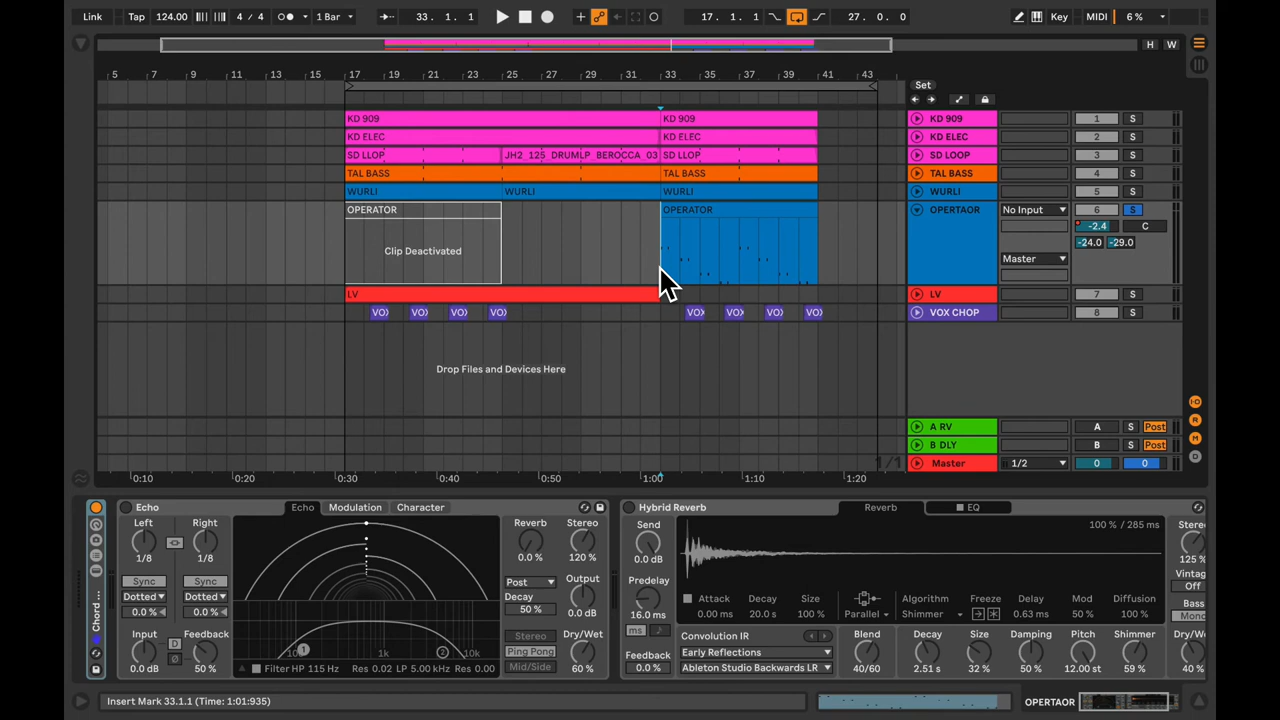 Link Tap 124.00 4 / 4 1 Bar 33. 1. 1 17. 1. 1 27. 0. 0 Key MIDI 6 %
H W
5 7 9 11 13 15 17 19 21 23 25 27 29 31 33 35 37 39 41 43
Set
KD 909 KD 909 KD 909 1 S
KD ELEC KD ELEC KD ELEC 2 S
SD LLOP JH2_125_DRUMLP_BEROCCA_03 SD LLOP SD LOOP 3 S
TAL BASS TAL BASS TAL BASS 4 S
WURLI WURLI WURLI WURLI 5 S
OPERATOR OPERATOR OPERTAOR No Input 6 S
-2.4 C
-24.0 -29.0
Clip Deactivated
Master
LV LV 7 S
VO VO VO VO VO VO VO VO VOX CHOP 8 S
Drop Files and Devices Here
A RV A S Post
B DLY B S Post
1/1 Master 1/2 0 0
0:10 0:20 0:30 0:40 0:50 1:00 1:10 1:20
Echo Echo Modulation Character Hybrid Reverb Reverb EQ
Left Right Reverb Stereo Send 100 % / 285 ms Stere
1/8 1/8 0.0 % 120 % 0.0 dB 125 %
Sync Sync Post Output Predelay Vintag
Dotted Dotted Decay Attack Decay Size Algorithm Freeze Delay Mod Diffusion Off
0.0 % 0.0 % 50 % 0.0 dB 16.0 ms 0.00 ms 20.0 s 100 % Parallel Shimmer 0.63 ms 50 % 100 % Bass
Chord ...
Input D Feedback Stereo Dry/Wet ms Convolution IR Blend Decay Size Damping Pitch Shimmer Dry/We
Mono
Ø Ping Pong Feedback Early Reflections
0.0 dB 50 % 100 1k 10k Mid/Side 60 % 0.0 % Ableton Studio Backwards LR 40/60 2.51 s 32 % 50 % 12.00 st 59 % 40 %
1 2 Filter HP 115 Hz Res 0.02 LP 5.00 kHz Res 0.00
Insert Mark 33.1.1 (Time: 1:01:935) OPERTAOR